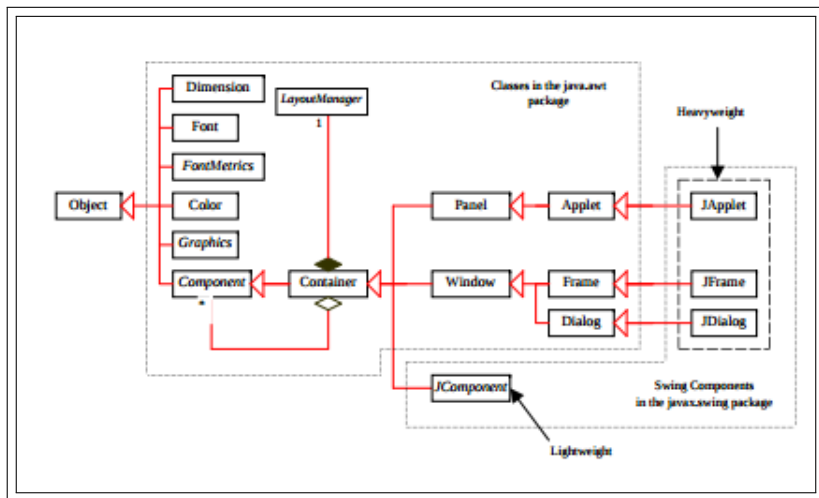 Classes in the java.awt
package
Dimension
LayoutManager
1
Heavyweight
Font
FontMetrics
Object
Color
Panel
Applet
JApplet
Graphics
Component
*
Container
Window
Frame
JFrame
Dialog
JDialog
JComponent
Swing Components
in the javax.swing package
Lightweight